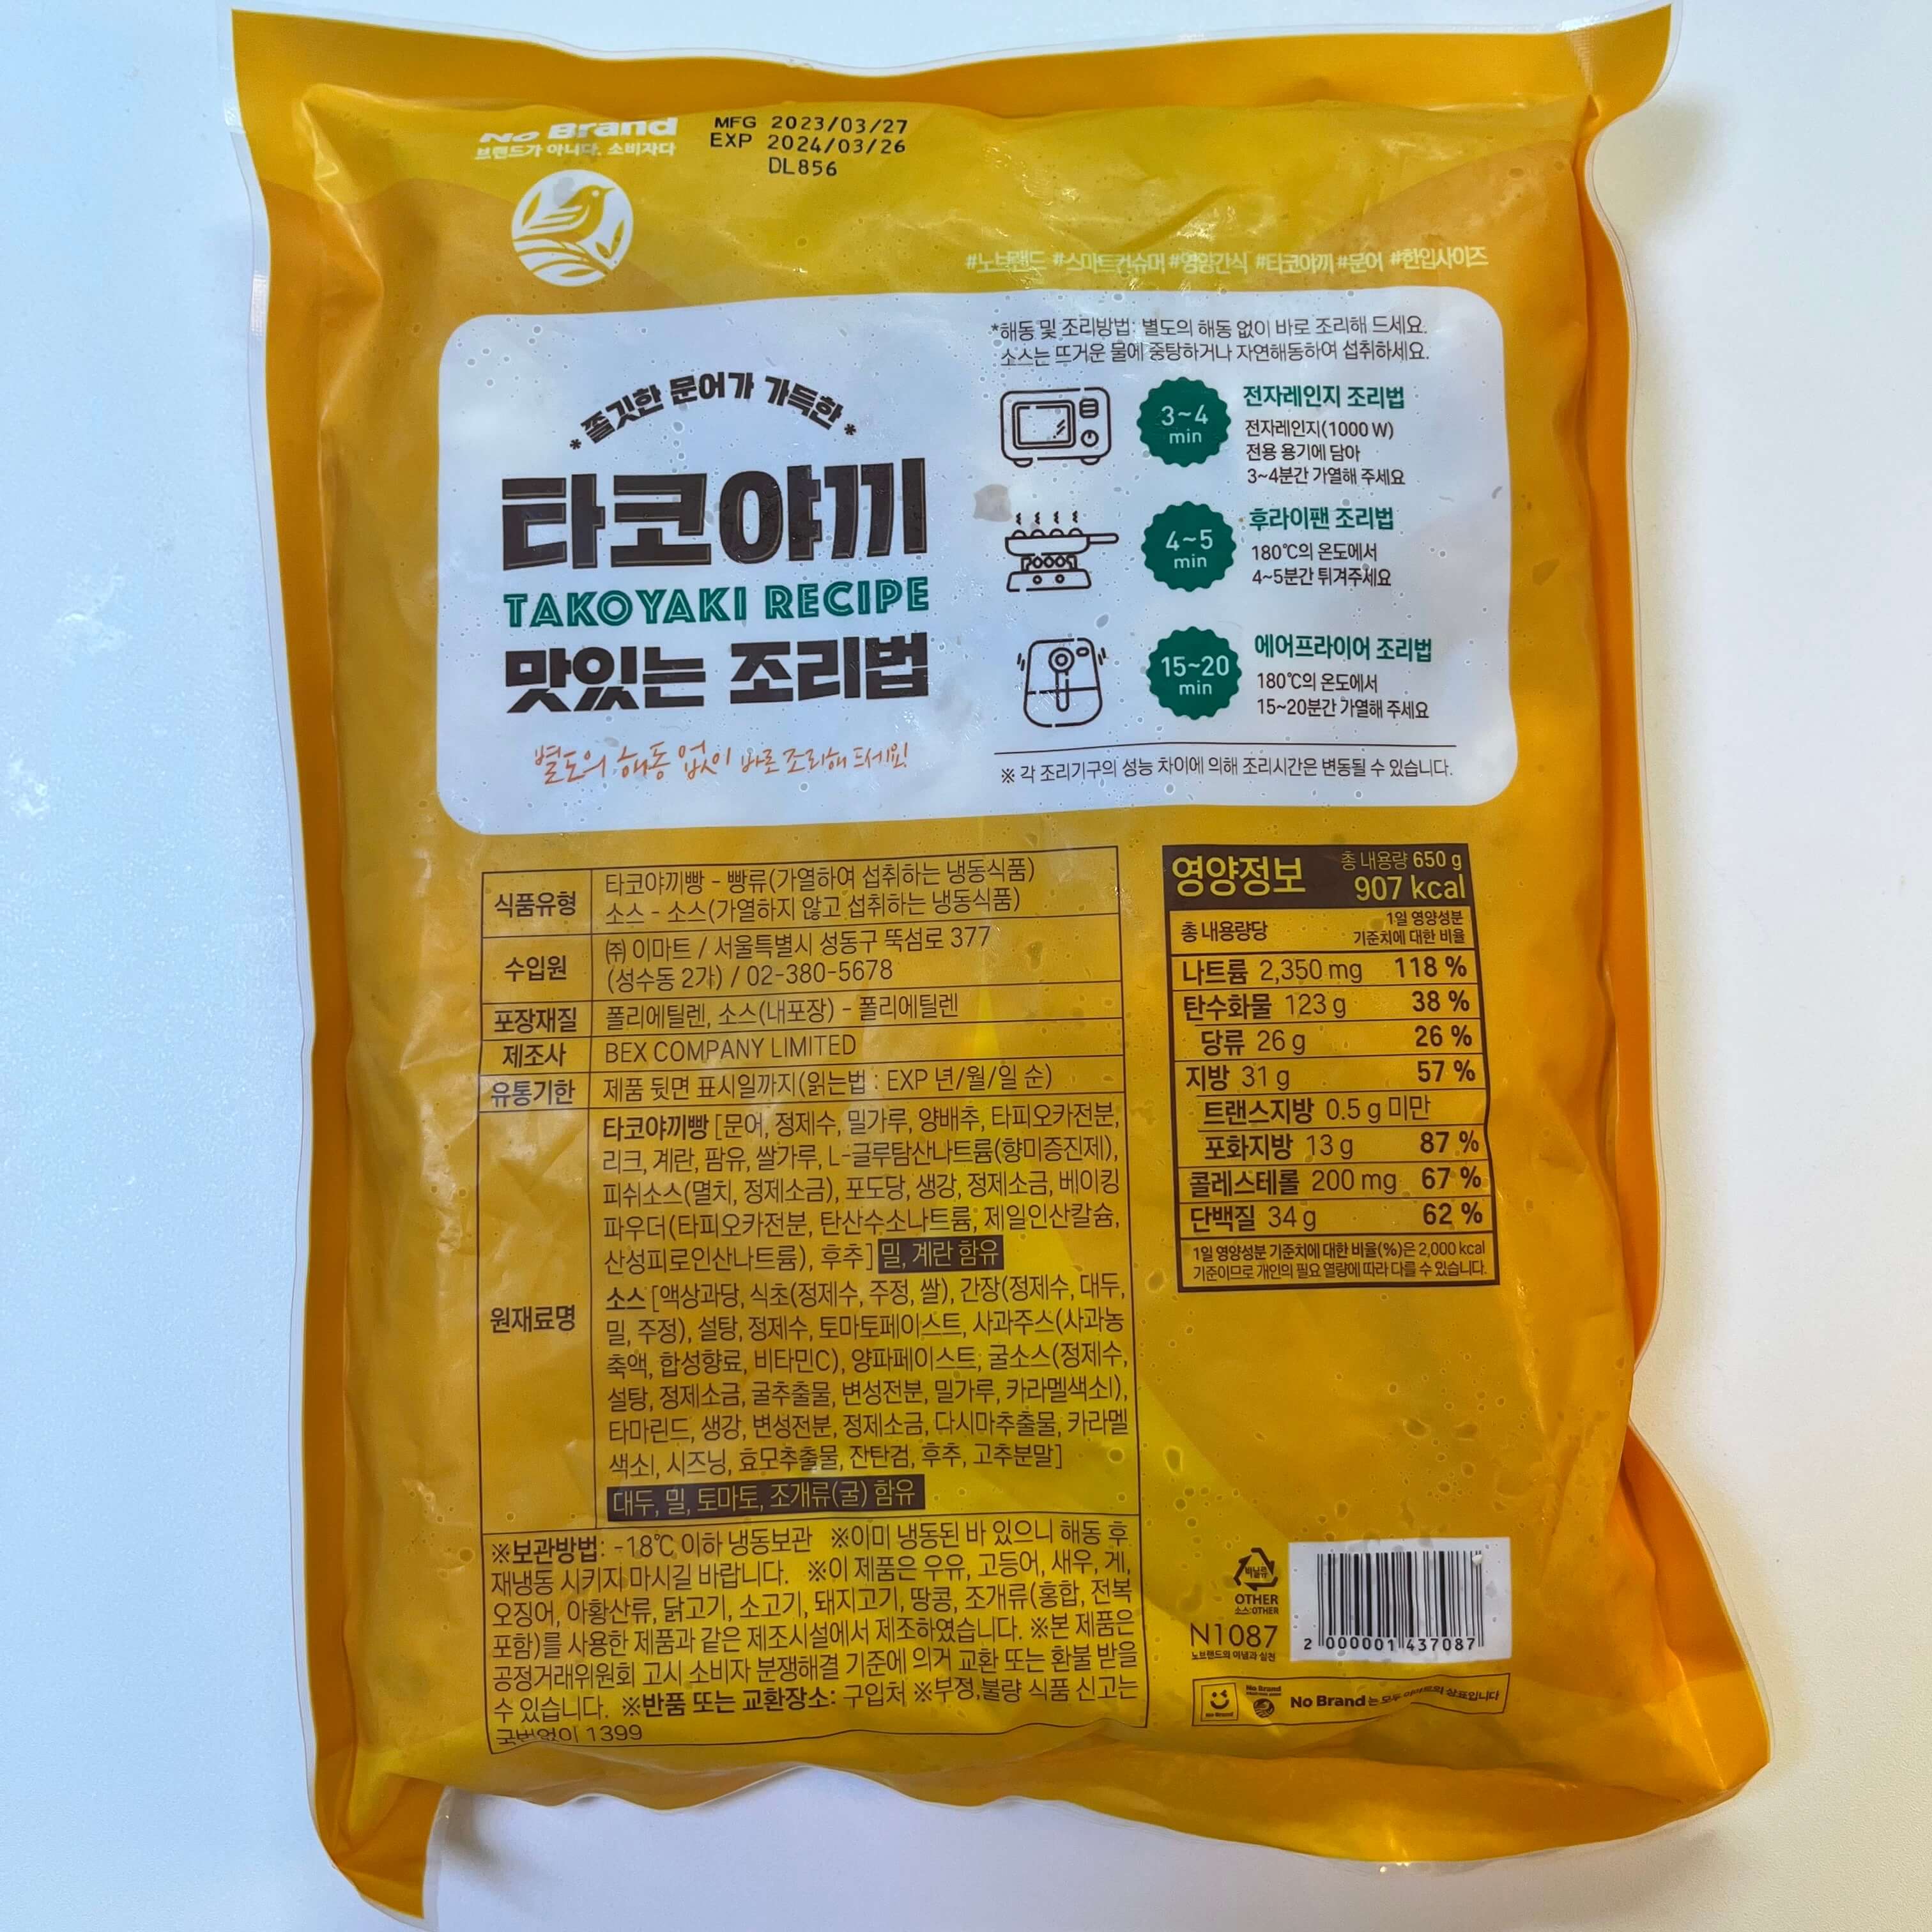 No Brand
브랜드가 아니다. 소비자다
MFG 2023/03/27
EXP 2024/03/26
DL856
#노브랜드 #스마트컨슈머 #영양간식 #타코야끼 #문어 #한입사이즈
*쫄깃한 문어가 가득한*
타코야끼
TAKOYAKI RECIPE
맛있는 조리법
별도의 해동 없이 바로 조리해 드세요!
*해동 및 조리방법: 별도의 해동 없이 바로 조리해 드세요.
소스는 뜨거운 물에 중탕하거나 자연해동하여 섭취하세요.
3~4
min
전자레인지 조리법
전자레인지(1000 W)
전용 용기에 담아
3~4분간 가열해 주세요
4~5
min
후라이팬 조리법
180℃의 온도에서
4~5분간 튀겨주세요
15~20
min
에어프라이어 조리법
180℃의 온도에서
15~20분간 가열해 주세요
※ 각 조리기구의 성능 차이에 의해 조리시간은 변동될 수 있습니다.
식품유형
타코야끼빵 - 빵류(가열하여 섭취하는 냉동식품)
소스 - 소스(가열하지 않고 섭취하는 냉동식품)
수입원
㈜ 이마트 / 서울특별시 성동구 뚝섬로 377
(성수동 2가) / 02-380-5678
포장재질
폴리에틸렌, 소스(내포장) - 폴리에틸렌
제조사
BEX COMPANY LIMITED
유통기한
제품 뒷면 표시일까지(읽는법 : EXP 년/월/일 순)
원재료명
타코야끼빵 [문어, 정제수, 밀가루, 양배추, 타피오카전분,
리크, 계란, 팜유, 쌀가루, L-글루탐산나트륨(향미증진제),
피쉬소스(멸치, 정제소금), 포도당, 생강, 정제소금, 베이킹
파우더(타피오카전분, 탄산수소나트륨, 제일인산칼슘,
산성피로인산나트륨), 후추] 밀, 계란 함유
소스 [액상과당, 식초(정제수, 주정, 쌀), 간장(정제수, 대두,
밀, 주정), 설탕, 정제수, 토마토페이스트, 사과주스(사과농
축액, 합성향료, 비타민C), 양파페이스트, 굴소스(정제수,
설탕, 정제소금, 굴추출물, 변성전분, 밀가루, 카라멜색소),
타마린드, 생강, 변성전분, 정제소금, 다시마추출물, 카라멜
색소, 시즈닝, 효모추출물, 잔탄검, 후추, 고추분말]
대두, 밀, 토마토, 조개류(굴) 함유
※보관방법: -18℃ 이하 냉동보관 ※이미 냉동된 바 있으니 해동 후
재냉동 시키지 마시길 바랍니다. ※이 제품은 우유, 고등어, 새우, 게,
오징어, 아황산류, 닭고기, 소고기, 돼지고기, 땅콩, 조개류(홍합, 전복
포함)를 사용한 제품과 같은 제조시설에서 제조하였습니다. ※본 제품은
공정거래위원회 고시 소비자 분쟁해결 기준에 의거 교환 또는 환불 받을
수 있습니다. ※반품 또는 교환장소: 구입처 ※부정,불량 식품 신고는
국번없이 1399
영양정보
총 내용량 650 g
907 kcal
총 내용량당
1일 영양성분
기준치에 대한 비율
나트륨 2,350 mg 118 %
탄수화물 123 g 38 %
당류 26 g 26 %
지방 31 g 57 %
트랜스지방 0.5 g 미만
포화지방 13 g 87 %
콜레스테롤 200 mg 67 %
단백질 34 g 62 %
1일 영양성분 기준치에 대한 비율(%)은 2,000 kcal
기준이므로 개인의 필요 열량에 따라 다를 수 있습니다.
비닐류
OTHER
소스:OTHER
N1087
노브랜드의 이념과 실천
2 000001 437087
No Brand
No Brand
No Brand 는 모두 이마트의 상표입니다